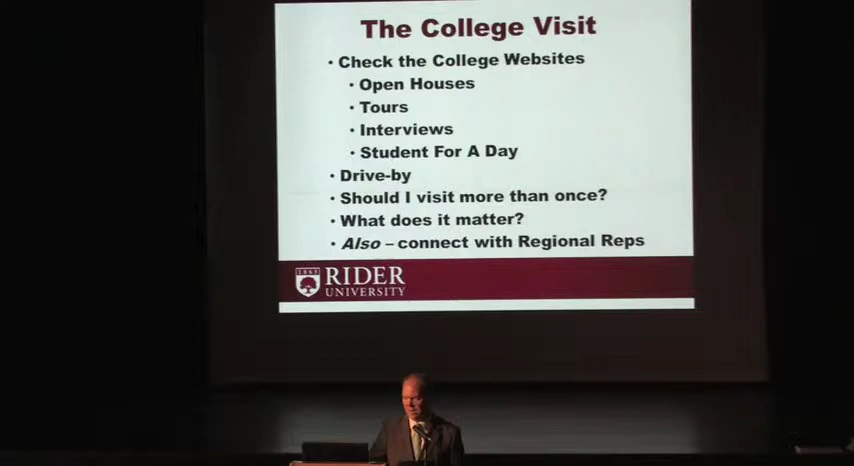 The College Visit
• Check the College Websites
• Open Houses
• Tours
• Interviews
• Student For A Day
• Drive-by
• Should I visit more than once?
• What does it matter?
• Also – connect with Regional Reps
1865
RIDER
UNIVERSITY